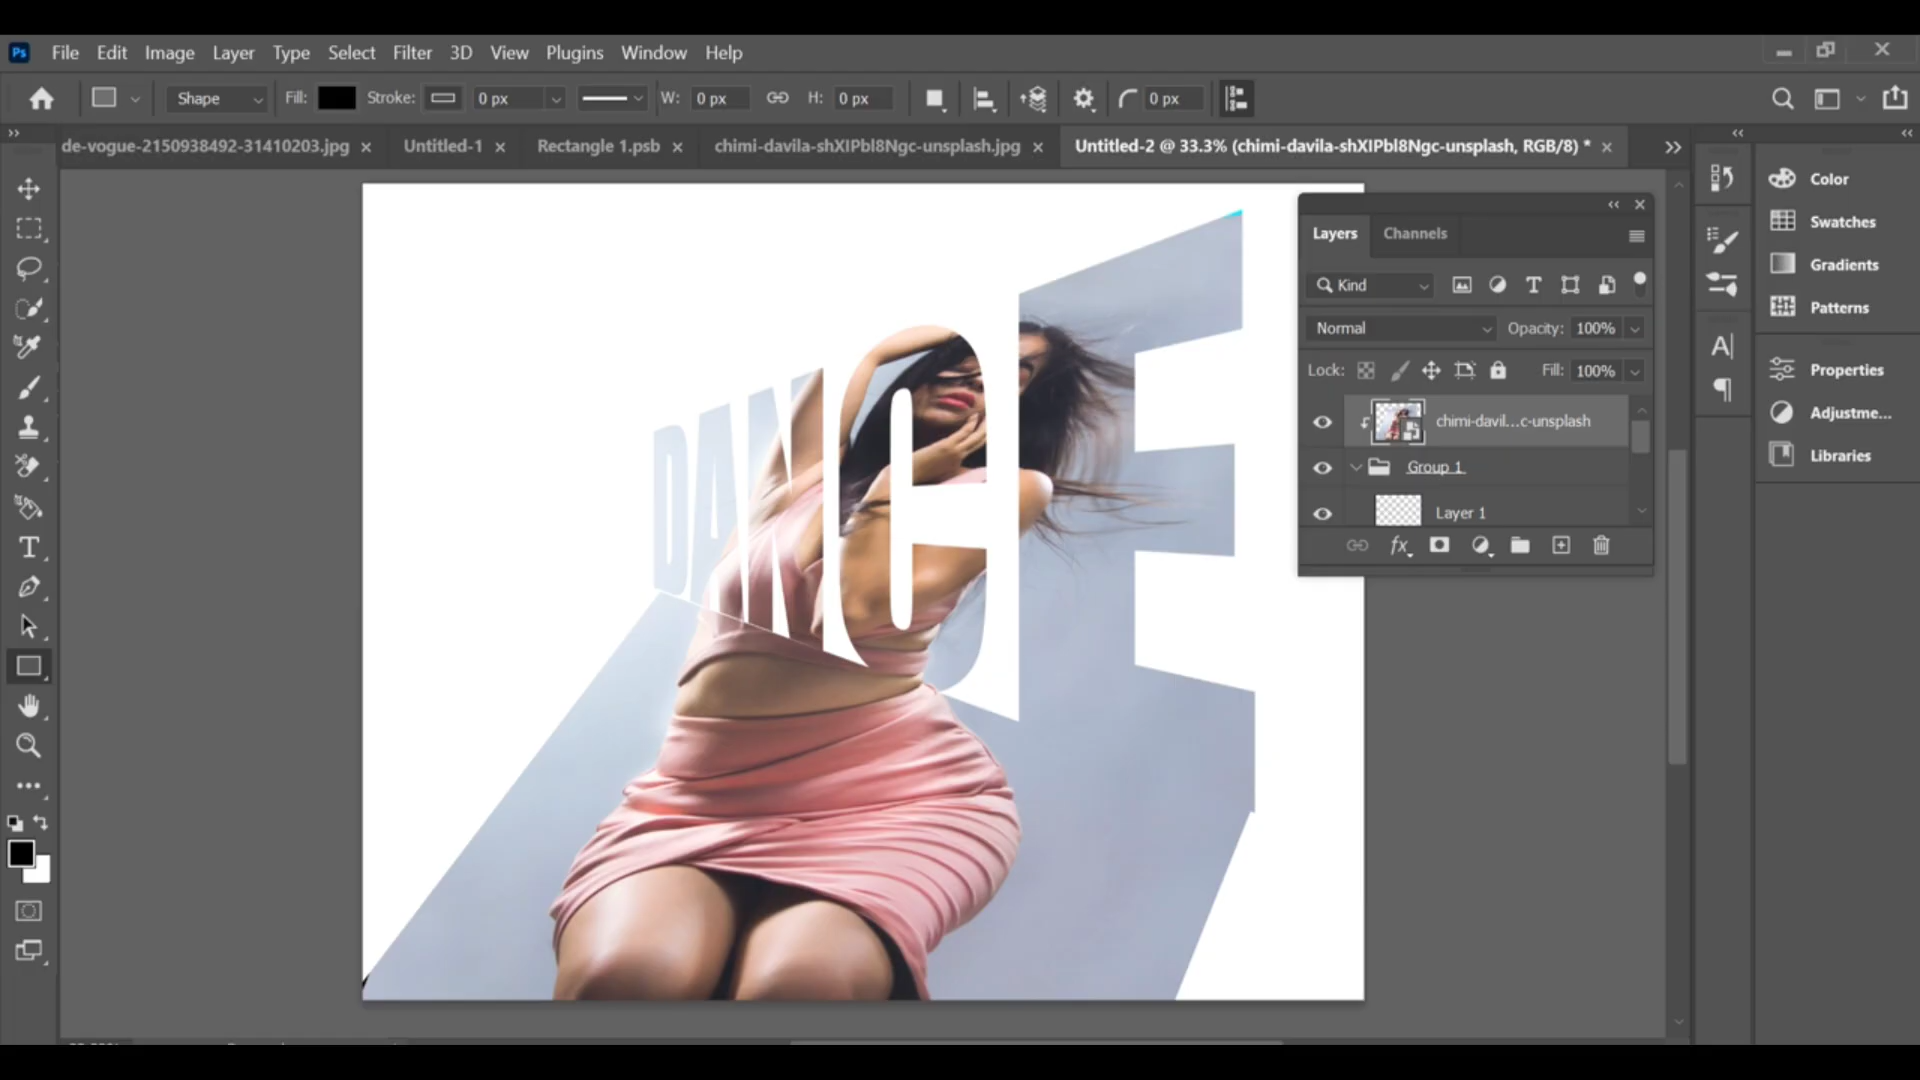 Ps File Edit Image Layer Type Select Filter 3D View Plugins Window Help
Shape Fill: Stroke: 0 px W: 0 px H: 0 px 0 px
de-vogue-2150938492-31410203.jpg × Untitled-1 × Rectangle 1.psb × chimi-davila-shXIPbl8Ngc-unsplash.jpg × Untitled-2 @ 33.3% (chimi-davila-shXIPbl8Ngc-unsplash, RGB/8) * ×
Layers Channels
Kind
Normal Opacity: 100%
Lock: Fill: 100%
chimi-davil...c-unsplash
Group 1
Layer 1
fx
Color
Swatches
Gradients
Patterns
Properties
Adjustme...
Libraries
DANCE